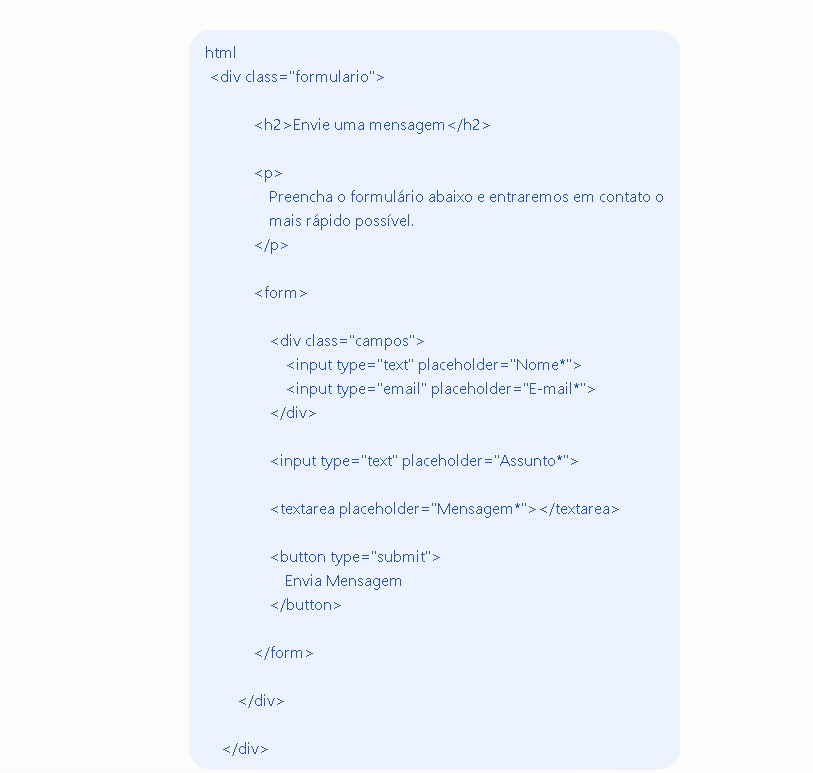 html
<div class="formulario">
<h2>Envie uma mensagem</h2>
<p>
Preencha o formulário abaixo e entraremos em contato o
mais rápido possível.
</p>
<form>
<div class="campos">
<input type="text" placeholder="Nome*">
<input type="email" placeholder="E-mail*">
</div>
<input type="text" placeholder="Assunto*">
<textarea placeholder="Mensagem*"></textarea>
<button type="submit">
Envia Mensagem
</button>
</form>
</div>
</div>